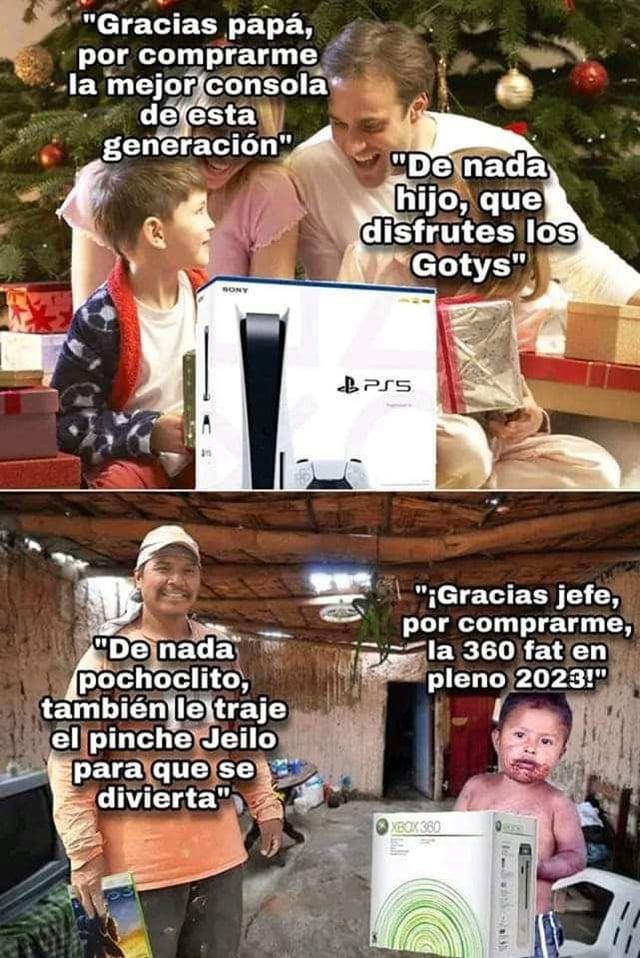 "Gracias papá,
por comprarme
la mejor consola
de esta
generación"
"De nada
hijo, que
disfrutes los
Gotys"
SONY
PS5
"¡Gracias jefe,
por comprarme,
la 360 fat en
pleno 2023!"
"De nada
pochoclito,
también le traje
el pinche Jeilo
para que se
divierta"
XBOX 360